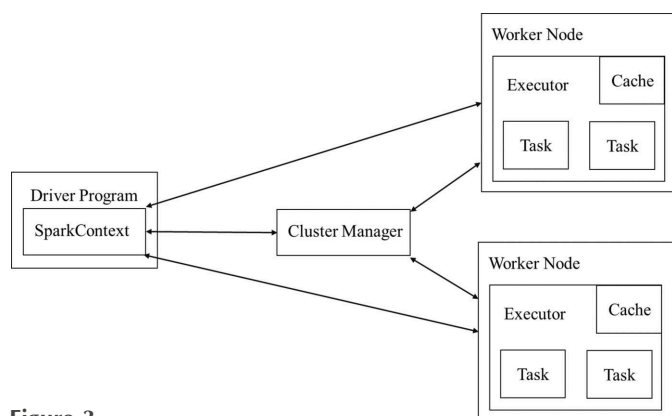 Worker Node
Executor
Cache
Task
Task
Driver Program
SparkContext
Cluster Manager
Worker Node
Executor
Cache
Task
Task